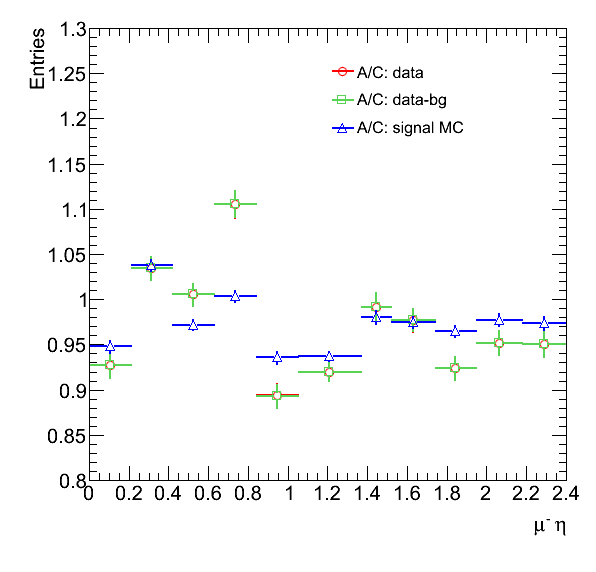 Entries
1.3
1.25
1.2
1.15
1.1
1.05
1
0.95
0.9
0.85
0.8
A/C: data
A/C: data-bg
A/C: signal MC
0 0.2 0.4 0.6 0.8 1 1.2 1.4 1.6 1.8 2 2.2 2.4
μ⁻ η